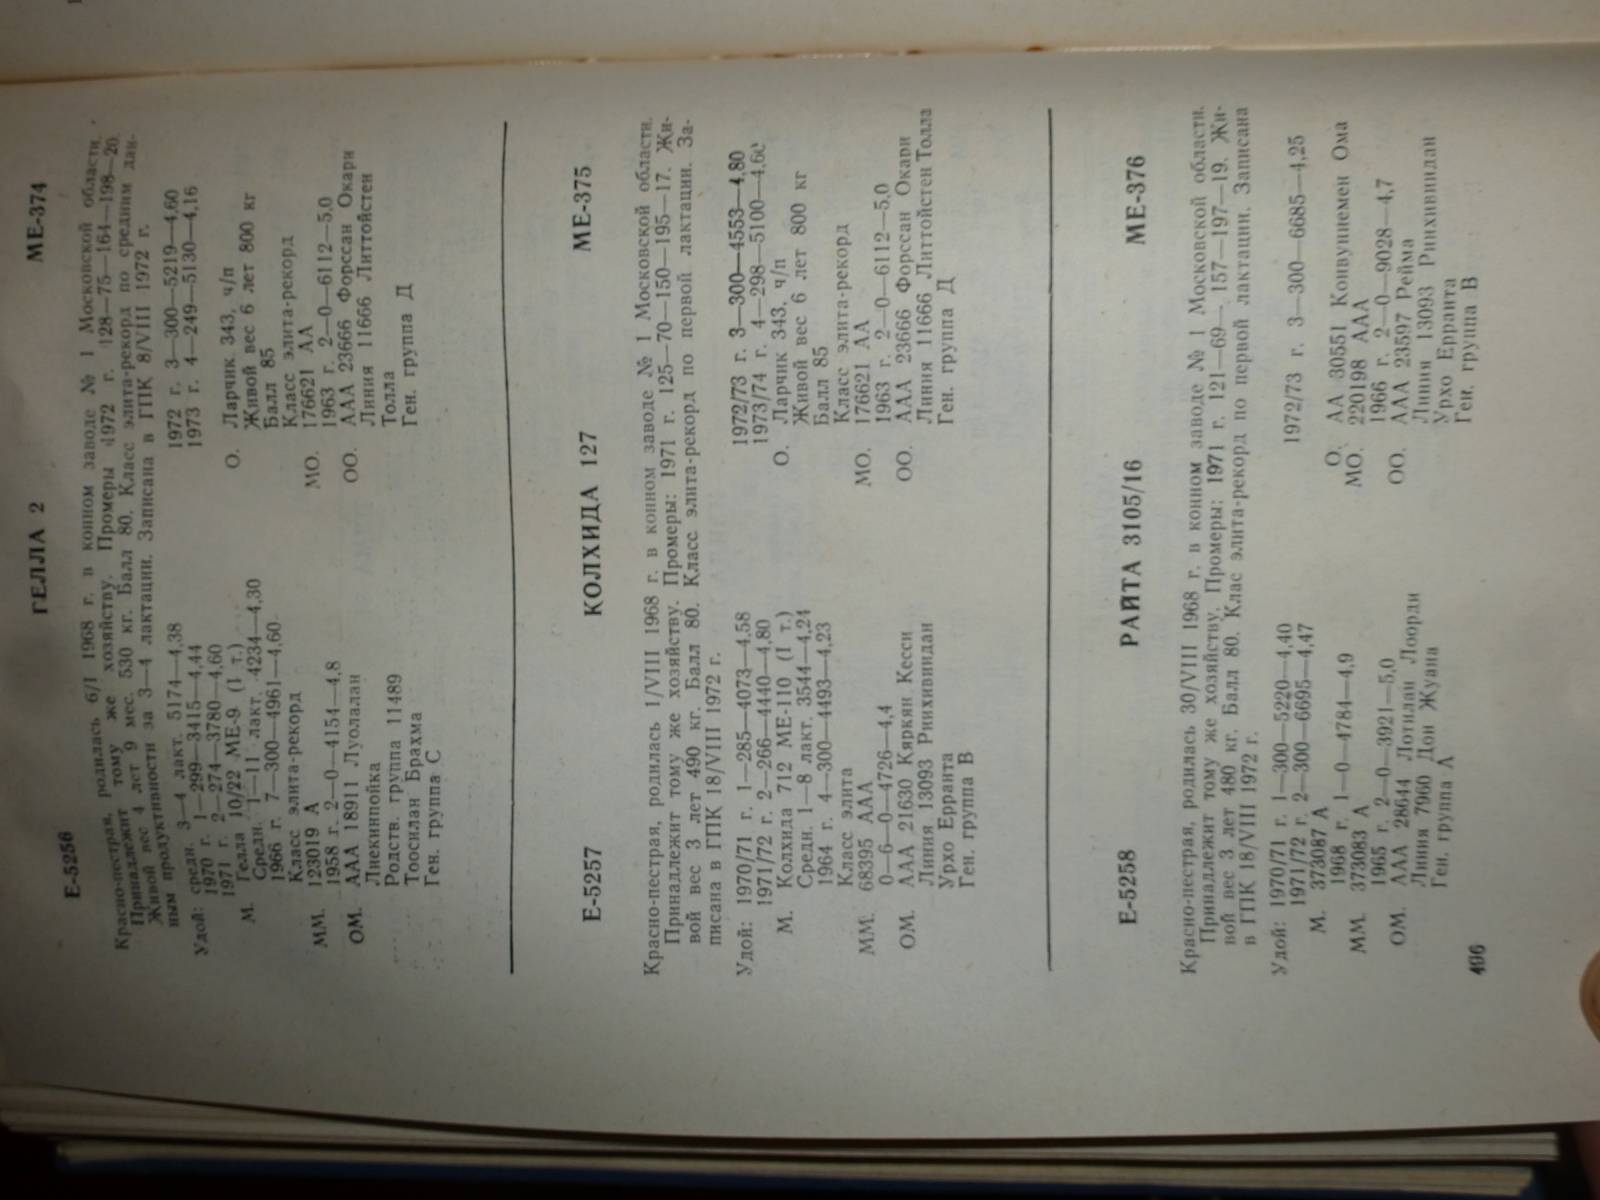 ГЕЛЛА 2
Е-5256 МЕ-374
Красно-пестрая, родилась 6/I 1968 г. в конном заводе № 1 Московской области.
Принадлежит тому же хозяйству. Промеры 1972 г. 128—75—164—198—20.
Живой вес 4 лет 9 мес. 530 кг. Балл 80. Класс элита-рекорд по средним дан-
ным продуктивности за 3—4 лактации. Записана в ГПК 8/VIII 1972 г.
Удой: средн. 3—4 лакт. 5174—4,38 1972 г. 3—300—5219—4,60
1970 г. 1—299—3415—4,44 1973 г. 4—249—5130—4,16
1971 г. 2—274—3780—4,60
М. Гелла 10/22 МЕ-9 (I т.) О. Ларчик 343, ч/п
Средн. 1—11 лакт. 4234—4,30 Живой вес 6 лет 800 кг
1966 г. 7—300—4961—4,60 Балл 85
Класс элита-рекорд Класс элита-рекорд
ММ. 123019 А МО. 176621 АА
1958 г. 2—0—4154—4,8 1963 г. 2—0—6112—5,0
ОМ. ААА 18911 Луолалан ОО. ААА 23666 Форссан Окари
Лиекинпойка Линия 11666 Литтойстен
Родств. группа 11489 Толла
Тоосилан Брахма Ген. группа Д
Ген. группа С
Е-5257 КОЛХИДА 127 МЕ-375
Красно-пестрая, родилась 1/VIII 1968 г. в конном заводе № 1 Московской области.
Принадлежит тому же хозяйству. Промеры: 1971 г. 125—70—150—195—17. Жи-
вой вес 3 лет 490 кг. Балл 80. Класс элита-рекорд по первой лактации. За-
писана в ГПК 18/VIII 1972 г.
Удой: 1970/71 г. 1—285—4073—4,58 1972/73 г. 3—300—4553—4,80
1971/72 г. 2—266—4440—4,80 1973/74 г. 4—298—5100—4,60
М. Колхида 712 МЕ-110 (I т.) О. Ларчик 343, ч/п
Средн. 1—8 лакт. 3544—4,24 Живой вес 6 лет 800 кг
1964 г. 4—300—4493—4,23 Балл 85
Класс элита Класс элита-рекорд
ММ. 68395 ААА МО. 176621 АА
0—6—0—4726—4,4 1963 г. 2—0—6112—5,0
ОМ. ААА 21630 Кяркян Кесси ОО. ААА 23666 Форссан Окари
Линия 13093 Ринхивиидан Линия 11666 Литтойстен Толла
Урхо Ерранта Ген. группа Д
Ген. группа В
Е-5258 РАЙТА 3105/16 МЕ-376
Красно-пестрая, родилась 30/VIII 1968 г. в конном заводе № 1 Московской области.
Принадлежит тому же хозяйству. Промеры: 1971 г. 121—69—157—197—19. Жи-
вой вес 3 лет 480 кг. Балл 80. Клас элита-рекорд по первой лактации. Записана
в ГПК 18/VIII 1972 г.
Удой: 1970/71 г. 1—300—5220—4,40 1972/73 г. 3—300—6685—4,25
1971/72 г. 2—300—6695—4,47
М. 373087 А О. АА 30551 Конвуниемен Ома
1968 г. 1—0—4784—4,9 МО. 220198 ААА
ММ. 373083 А 1966 г. 2—0—9028—4,7
1965 г. 2—0—3921—5,0 ОО. ААА 23597 Рейма
ОМ. ААА 28644 Лотилан Лоорди Линия 13093 Ринхивиидан
Линия 7960 Дон Жуана Урхо Ерранта
Ген. группа А Ген. группа В
496